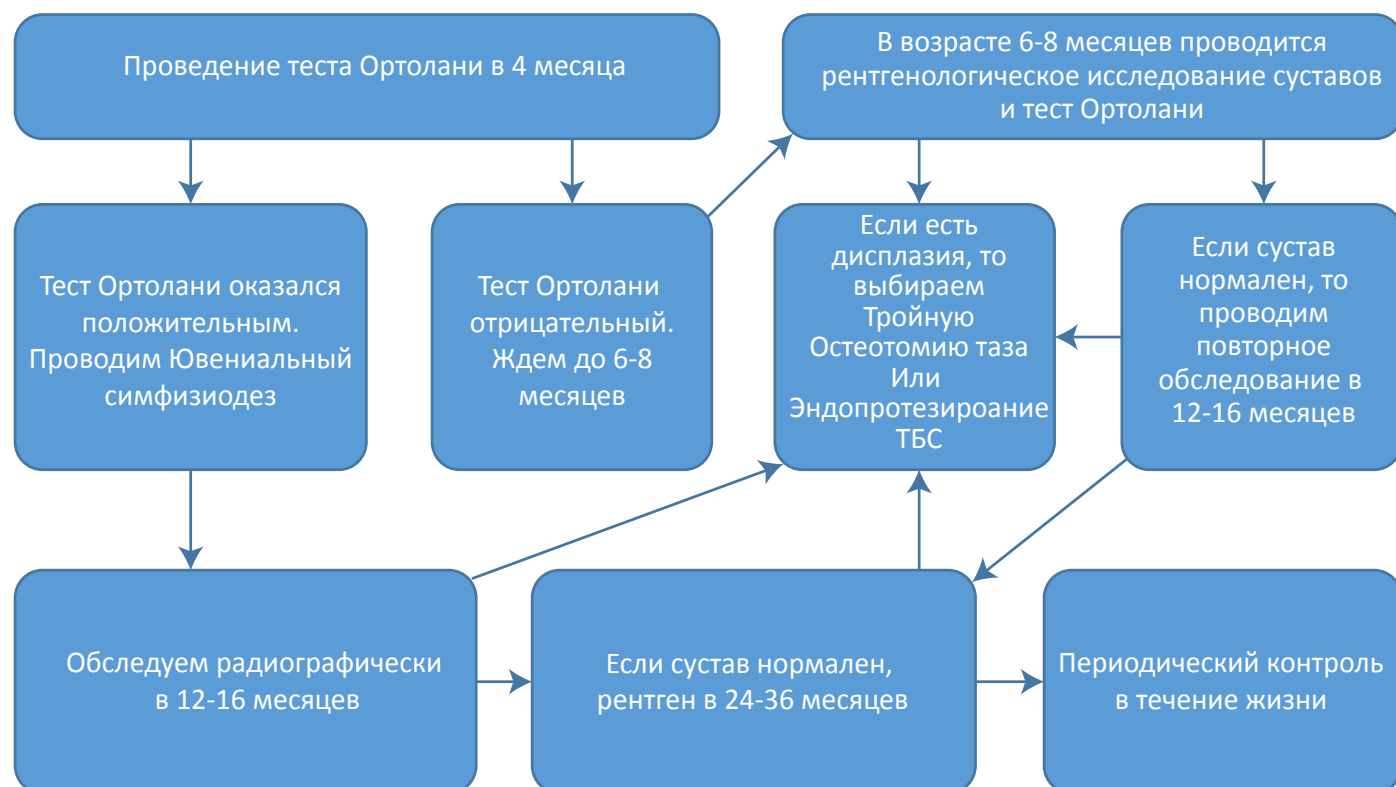 Проведение теста Ортолани в 4 месяца
В возрасте 6-8 месяцев проводится
рентгенологическое исследование суставов
и тест Ортолани
Тест Ортолани оказался
положительным.
Проводим Ювениальный
симфизиодез
Тест Ортолани
отрицательный.
Ждем до 6-8
месяцев
Если есть
дисплазия, то
выбираем
Тройную
Остеотомию таза
Или
Эндопротезироание
ТБС
Если сустав
нормален, то
проводим
повторное
обследование в
12-16 месяцев
Обследуем радиографически
в 12-16 месяцев
Если сустав нормален,
рентген в 24-36 месяцев
Периодический контроль
в течение жизни